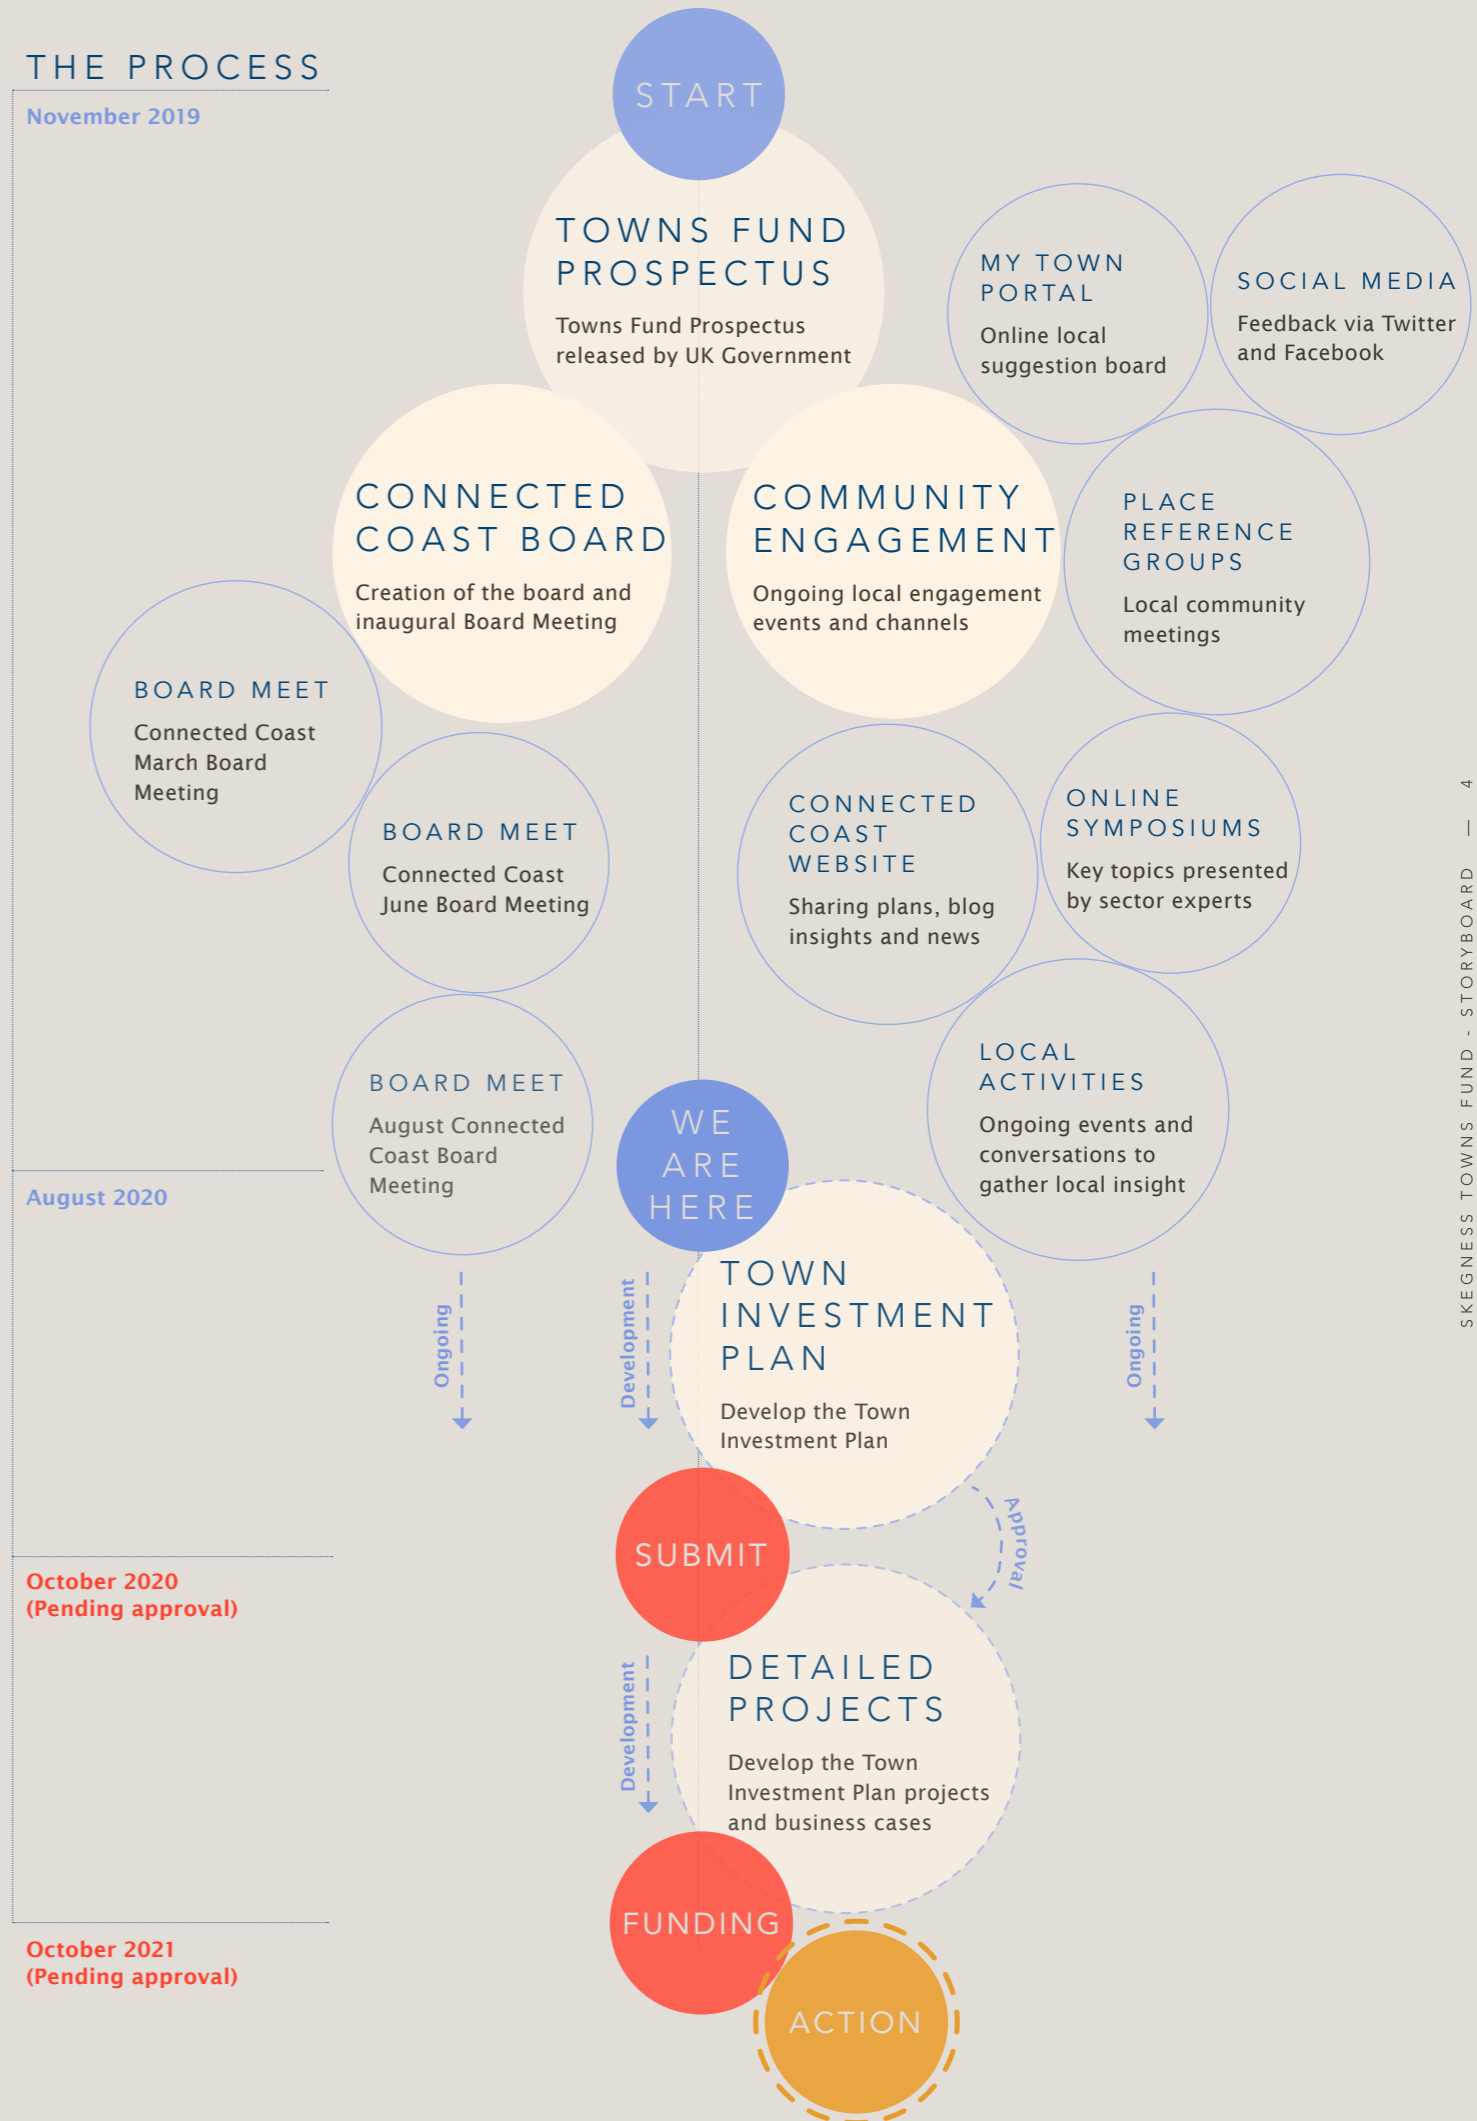 THE PROCESS
November 2019
START
TOWNS FUND
PROSPECTUS
Towns Fund Prospectus
released by UK Government
MY TOWN
PORTAL
Online local
suggestion board
SOCIAL MEDIA
Feedback via Twitter
and Facebook
CONNECTED
COAST BOARD
Creation of the board and
inaugural Board Meeting
COMMUNITY
ENGAGEMENT
Ongoing local engagement
events and channels
PLACE
REFERENCE
GROUPS
Local community
meetings
BOARD MEET
Connected Coast
March Board
Meeting
BOARD MEET
Connected Coast
June Board Meeting
CONNECTED
COAST
WEBSITE
Sharing plans, blog
insights and news
ONLINE
SYMPOSIUMS
Key topics presented
by sector experts
BOARD MEET
August Connected
Coast Board
Meeting
LOCAL
ACTIVITIES
Ongoing events and
conversations to
gather local insight
WE
ARE
HERE
August 2020
Ongoing
Development
TOWN
INVESTMENT
PLAN
Develop the Town
Investment Plan
Ongoing
Approval
SUBMIT
October 2020
(Pending approval)
Development
DETAILED
PROJECTS
Develop the Town
Investment Plan projects
and business cases
FUNDING
October 2021
(Pending approval)
ACTION
SKEGNESS TOWNS FUND - STORYBOARD — 4